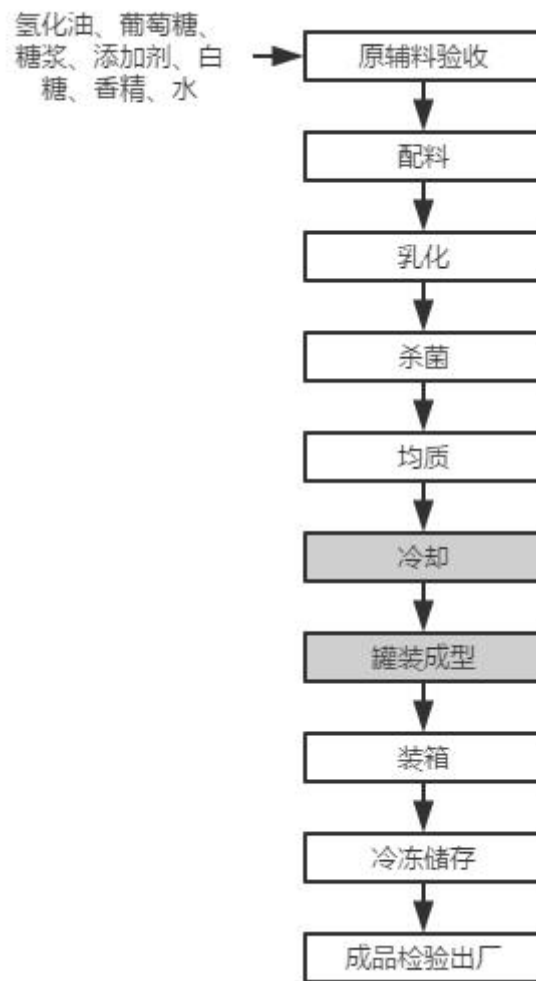 氢化油、葡萄糖、
糖浆、添加剂、白
糖、香精、水
原辅料验收
配料
乳化
杀菌
均质
冷却
罐装成型
装箱
冷冻储存
成品检验出厂